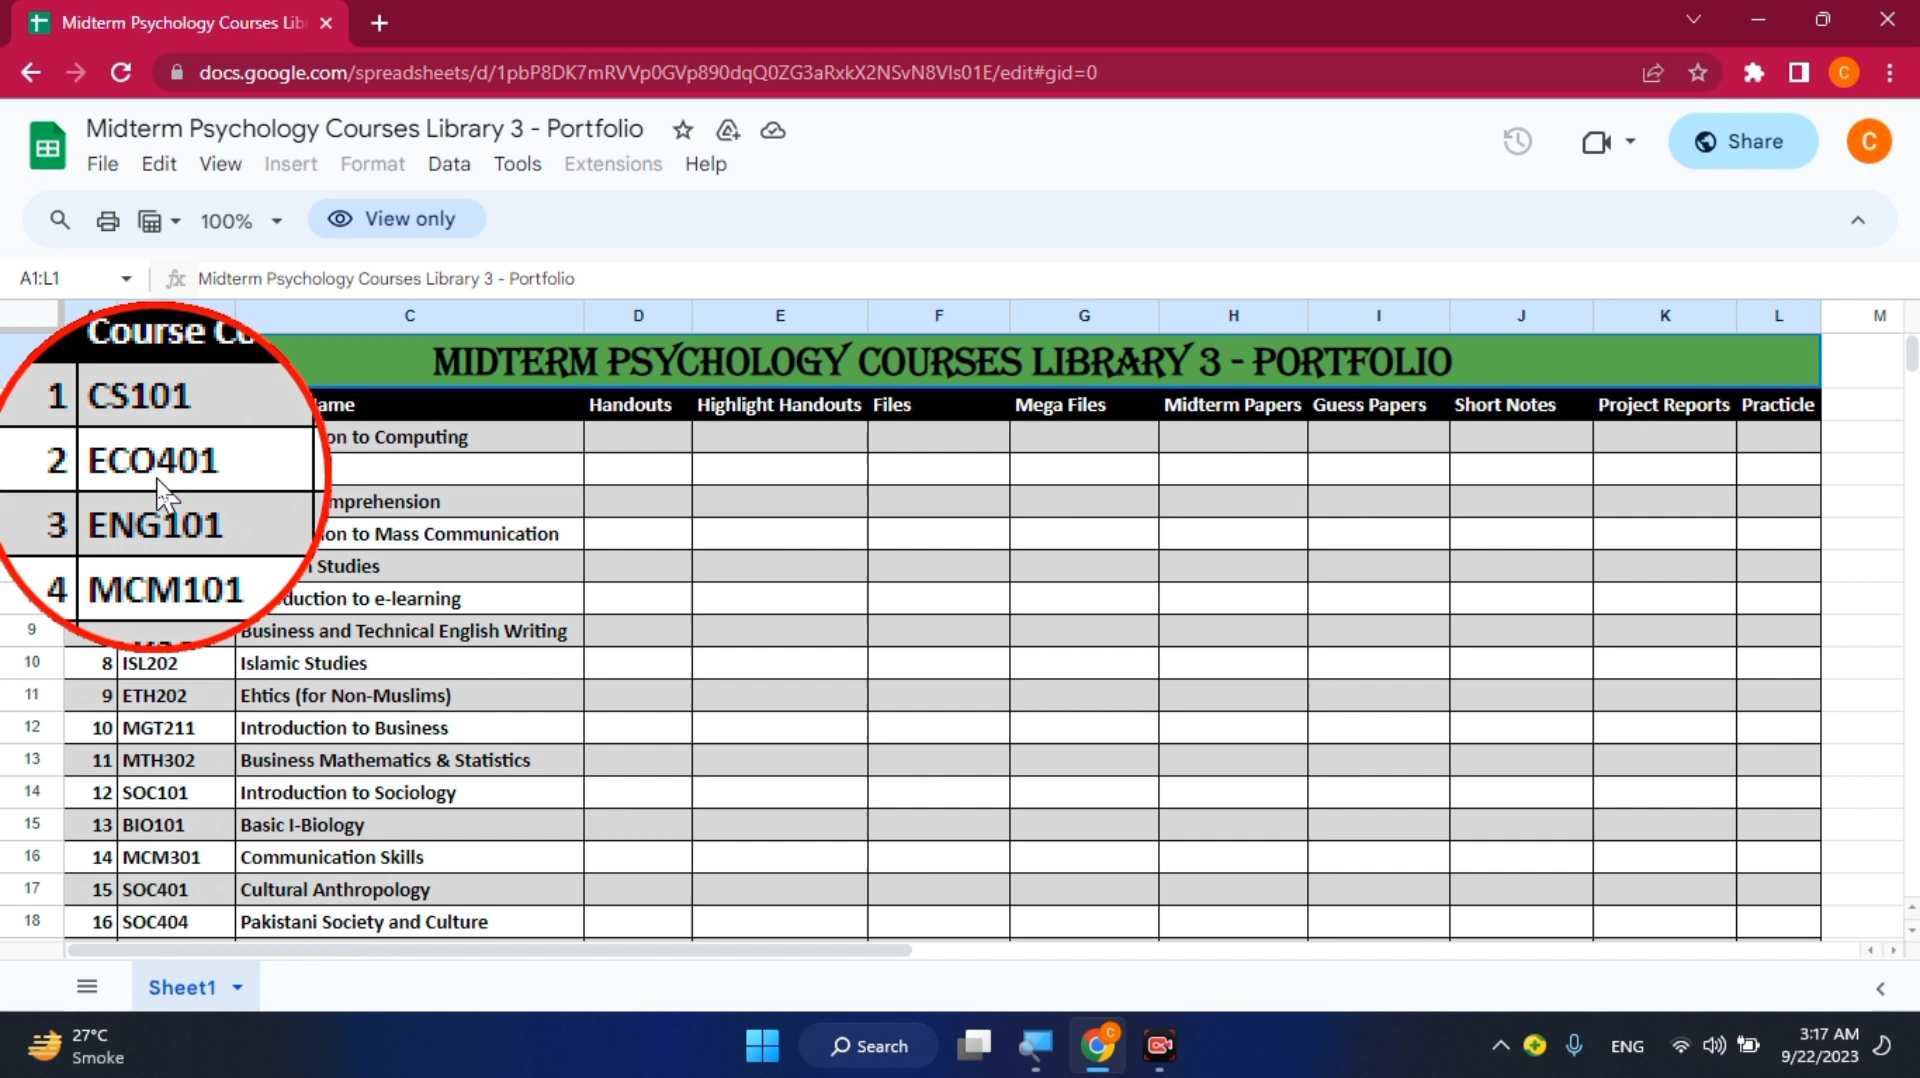 Midterm Psychology Courses Lib
docs.google.com/spreadsheets/d/1pbP8DK7mRVVp0GVp890dqQ0ZG3aRxkX2NSvN8VIs01E/edit#gid=0
C
Midterm Psychology Courses Library 3 - Portfolio
File Edit View Insert Format Data Tools Extensions Help
Share
C
100%
View only
A1:L1
Midterm Psychology Courses Library 3 - Portfolio
C D E F G H I J K L M
MIDTERM PSYCHOLOGY COURSES LIBRARY 3 - PORTFOLIO
Course Co
ame Handouts Highlight Handouts Files Mega Files Midterm Papers Guess Papers Short Notes Project Reports Practicle
1 CS101 on to Computing
2 ECO401
3 ENG101 mprehension
4 MCM101 on to Mass Communication
Studies
duction to e-learning
9 Business and Technical English Writing
10 8 ISL202 Islamic Studies
11 9 ETH202 Ehtics (for Non-Muslims)
12 10 MGT211 Introduction to Business
13 11 MTH302 Business Mathematics & Statistics
14 12 SOC101 Introduction to Sociology
15 13 BIO101 Basic I-Biology
16 14 MCM301 Communication Skills
17 15 SOC401 Cultural Anthropology
18 16 SOC404 Pakistani Society and Culture
Sheet1
27°C
Smoke
Search
C
ENG
3:17 AM
9/22/2023